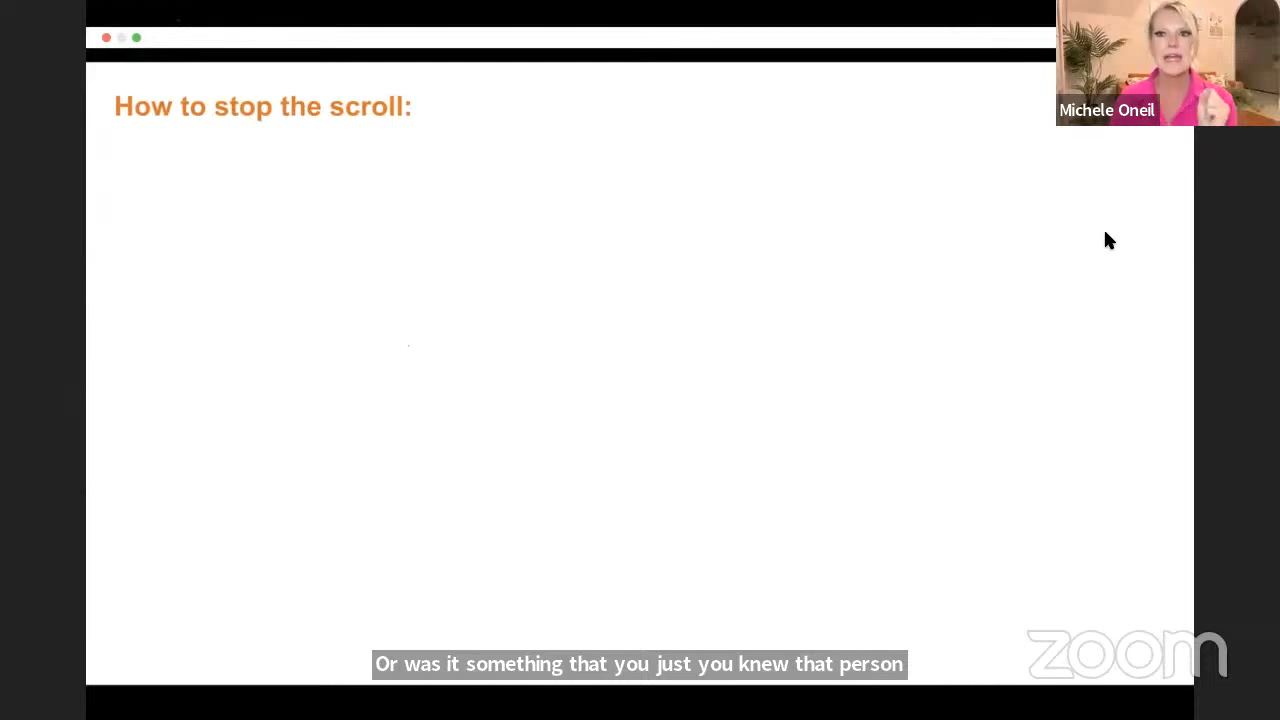 How to stop the scroll:
Michele Oneil
Or was it something that you just you knew that person
zoom